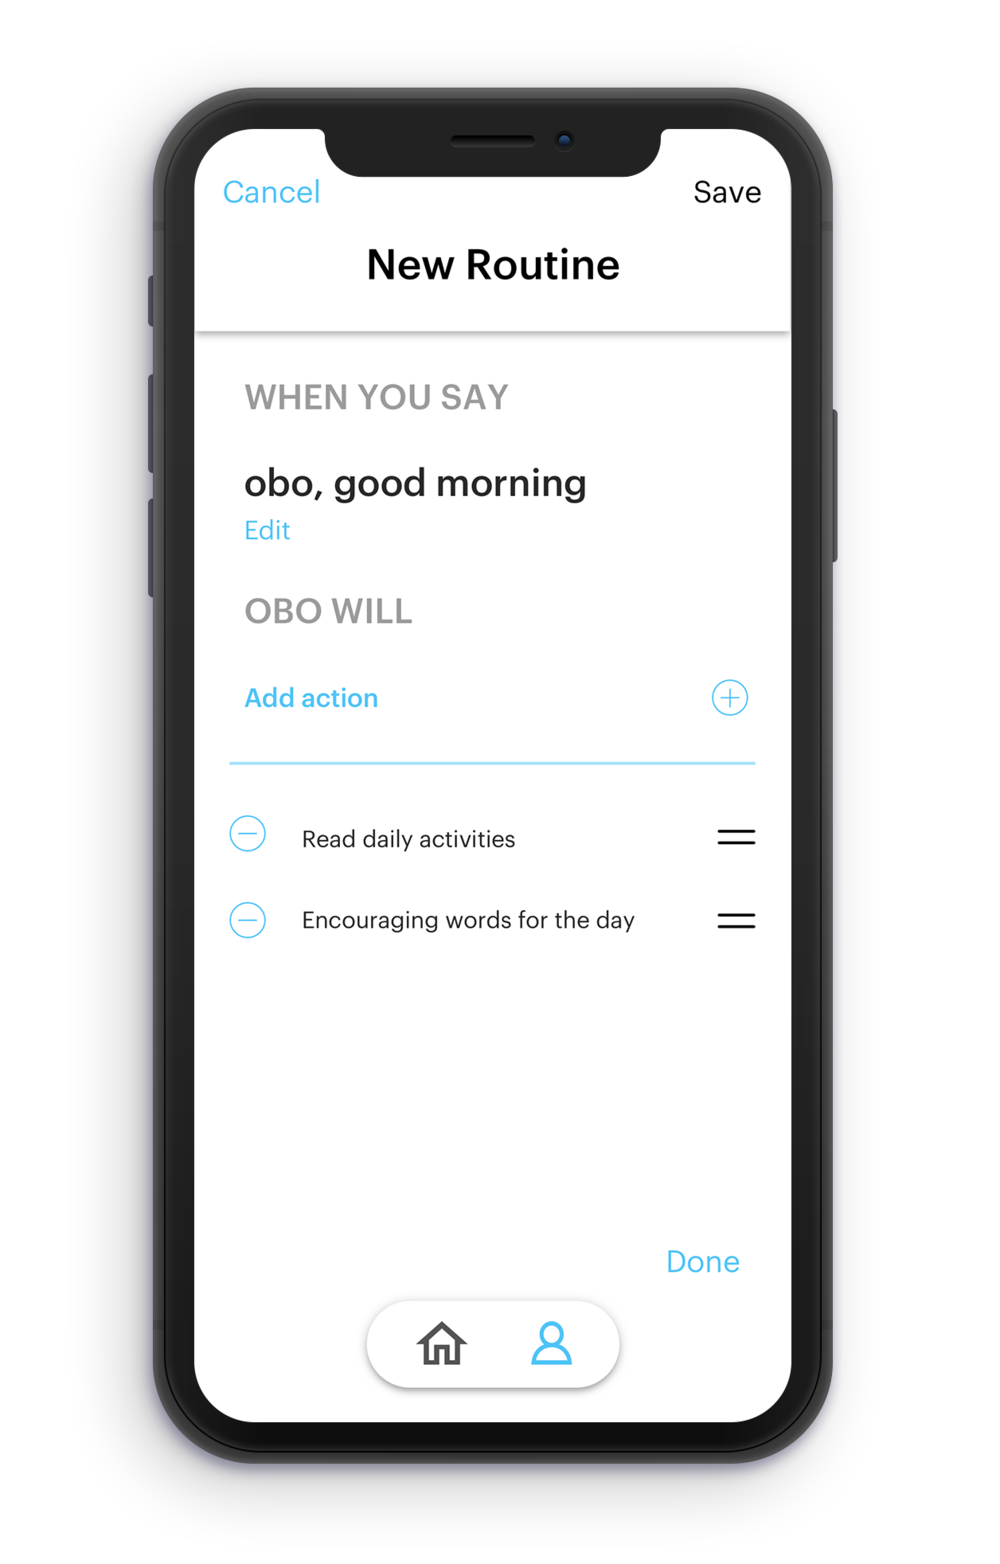 Cancel
Save
New Routine
WHEN YOU SAY
obo, good morning
Edit
OBO WILL
Add action
Read daily activities
Encouraging words for the day
Done